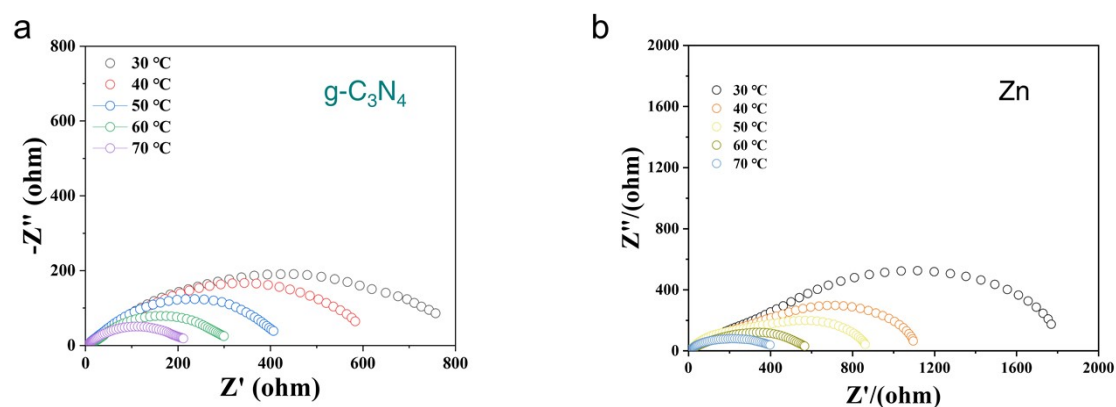 a
800
600
400
200
0
-Z" (ohm)
30 °C
40 °C
50 °C
60 °C
70 °C
g-C₃N₄
0 200 400 600 800
Z' (ohm)
b
2000
1600
1200
800
400
0
Z"/(ohm)
30 °C
40 °C
50 °C
60 °C
70 °C
Zn
0 400 800 1200 1600 2000
Z'/(ohm)